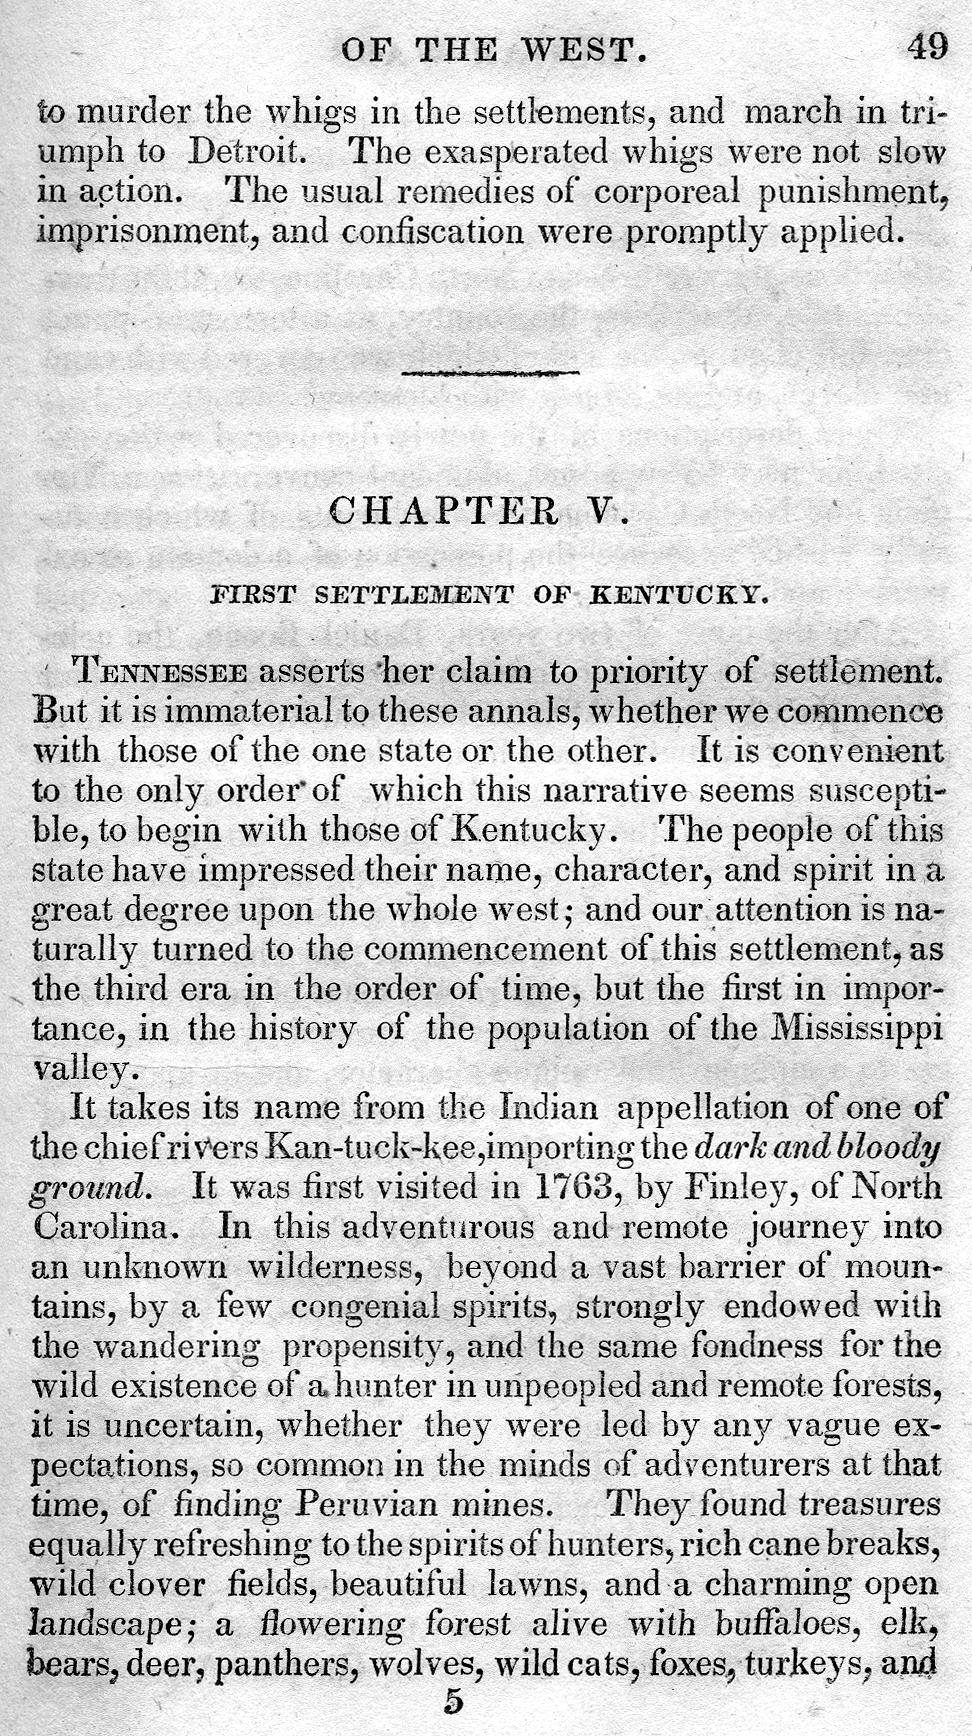 OF THE WEST. 49
to murder the whigs in the settlements, and march in tri-
umph to Detroit. The exasperated whigs were not slow
in action. The usual remedies of corporeal punishment,
imprisonment, and confiscation were promptly applied.
CHAPTER V.
FIRST SETTLEMENT OF KENTUCKY.
TENNESSEE asserts her claim to priority of settlement.
But it is immaterial to these annals, whether we commence
with those of the one state or the other. It is convenient
to the only order of which this narrative seems suscepti-
ble, to begin with those of Kentucky. The people of this
state have impressed their name, character, and spirit in a
great degree upon the whole west; and our attention is na-
turally turned to the commencement of this settlement, as
the third era in the order of time, but the first in impor-
tance, in the history of the population of the Mississippi
valley.
It takes its name from the Indian appellation of one of
the chief rivers Kan-tuck-kee, importing the dark and bloody
ground. It was first visited in 1763, by Finley, of North
Carolina. In this adventurous and remote journey into
an unknown wilderness, beyond a vast barrier of moun-
tains, by a few congenial spirits, strongly endowed with
the wandering propensity, and the same fondness for the
wild existence of a hunter in unpeopled and remote forests,
it is uncertain, whether they were led by any vague ex-
pectations, so common in the minds of adventurers at that
time, of finding Peruvian mines. They found treasures
equally refreshing to the spirits of hunters, rich cane breaks,
wild clover fields, beautiful lawns, and a charming open
landscape; a flowering forest alive with buffaloes, elk,
bears, deer, panthers, wolves, wild cats, foxes, turkeys, and
5